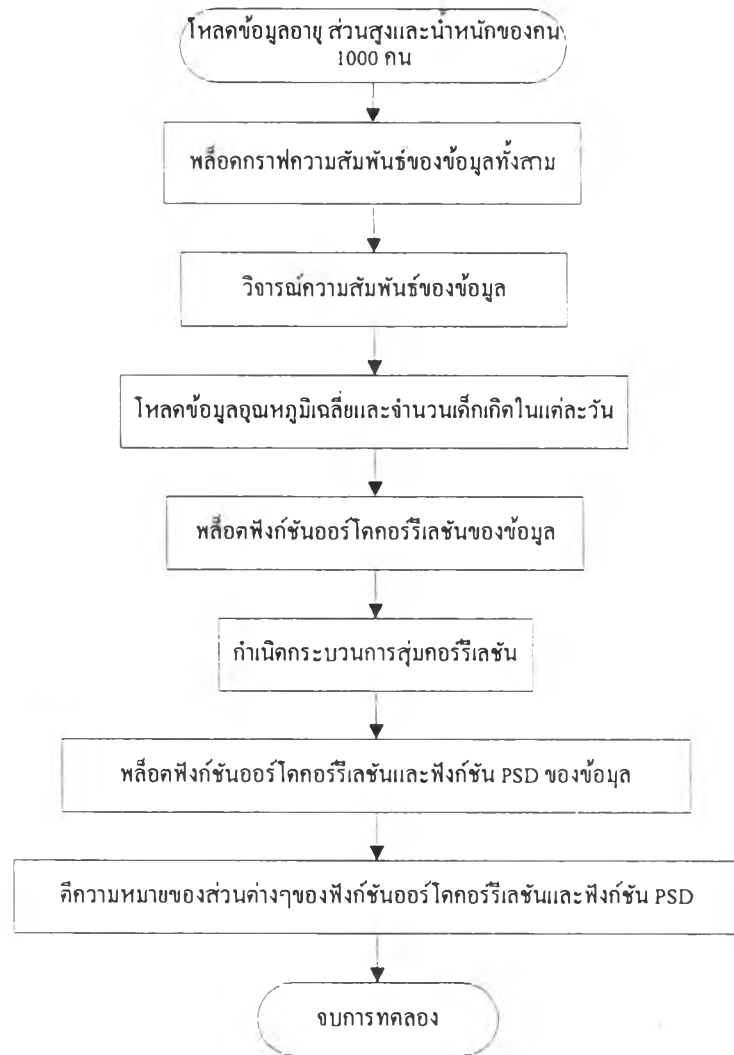 โหลดข้อมูลอายุ ส่วนสูงและน้ำหนักของคน
1000 คน
พล็อตกราฟความสัมพันธ์ของข้อมูลทั้งสาม
วิจารณ์ความสัมพันธ์ของข้อมูล
โหลดข้อมูลอุณหภูมิเฉลี่ยและจำนวนเด็กเกิดในแต่ละวัน
พล็อตฟังก์ชันออร์โตคอร์รีเลชันของข้อมูล
กำเนิดกระบวนการสุ่มคอร์รีเลชัน
พล็อตฟังก์ชันออร์โตคอร์รีเลชันและฟังก์ชัน PSD ของข้อมูล
ตีความหมายของส่วนต่างๆของฟังก์ชันออร์โตคอร์รีเลชันและฟังก์ชัน PSD
จบการทดลอง